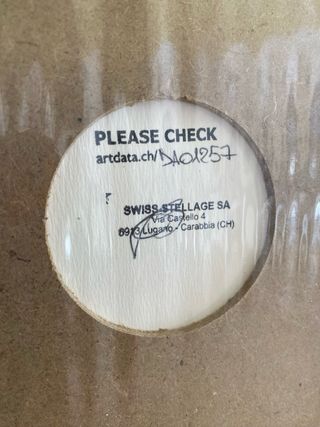 PLEASE CHECK
artdata.ch/DA01257
SWISS STELLAGE SA
Via Castello 4
6913 Lugano - Carabbia (CH)